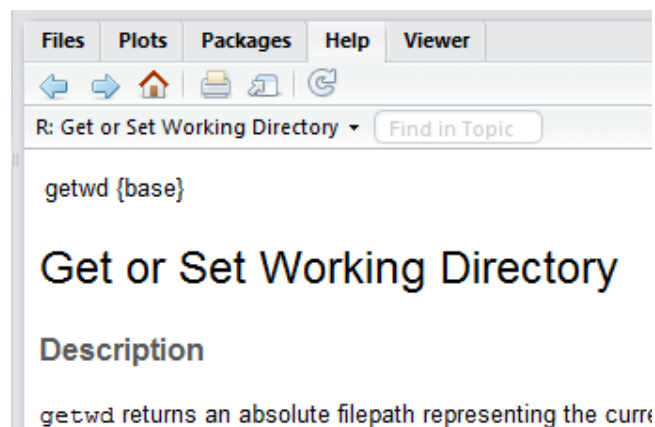 Files Plots Packages Help Viewer
R: Get or Set Working Directory Find in Topic
getwd {base}
Get or Set Working Directory
Description
getwd returns an absolute filepath representing the curre